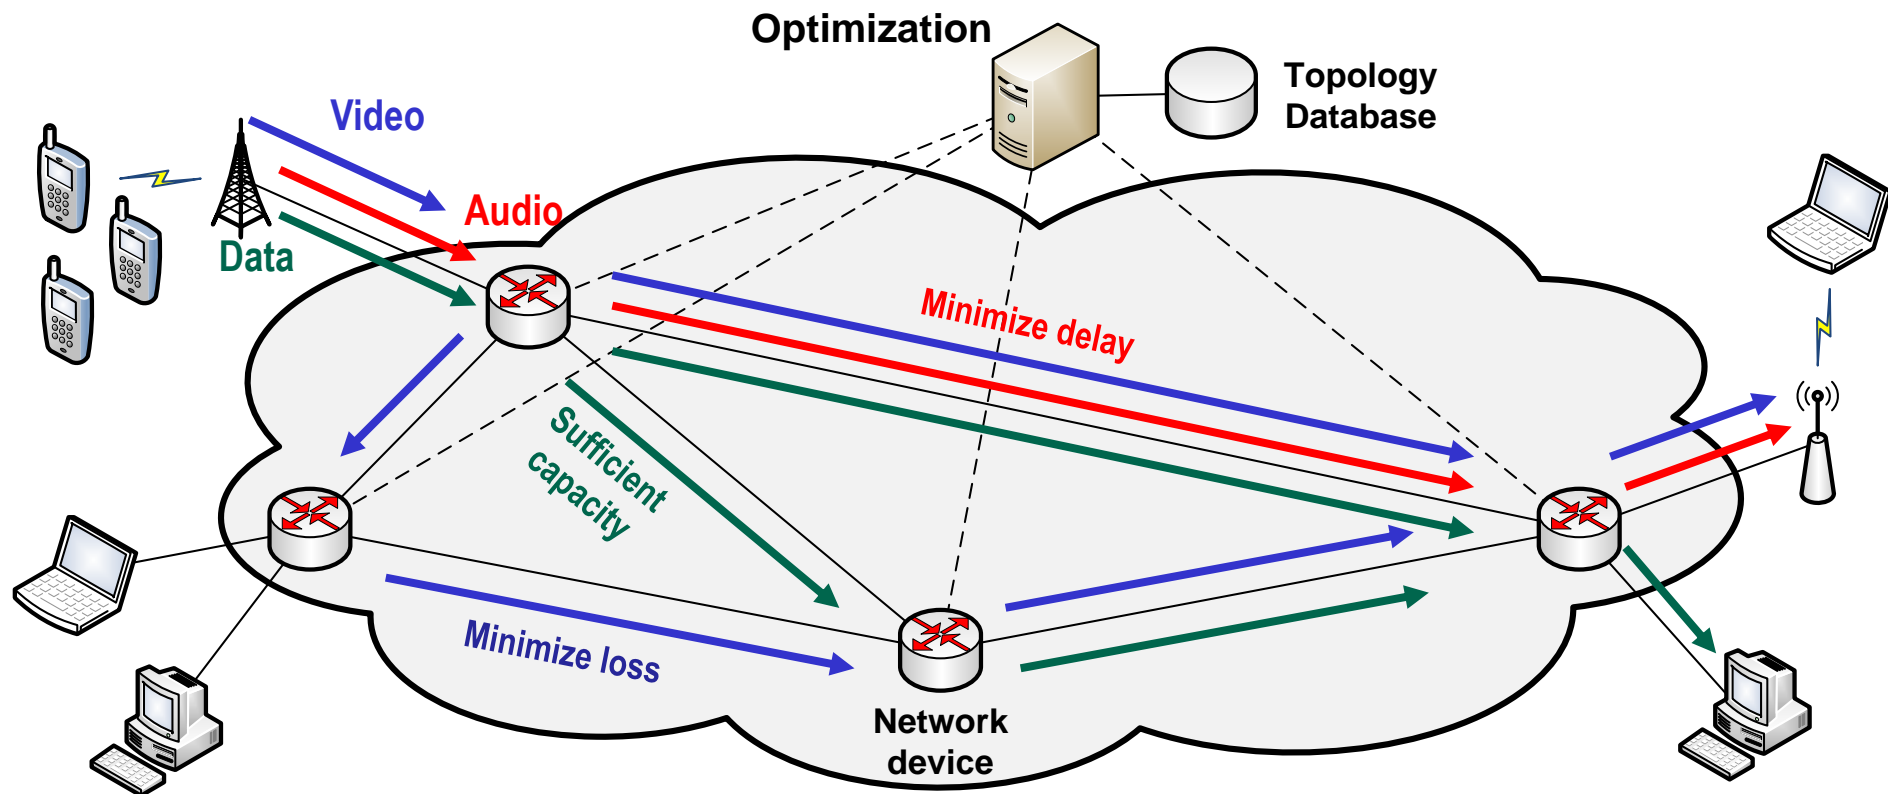 Optimization
Topology
Database
Video
Audio
Data
Minimize delay
Sufficient
capacity
Minimize loss
Network
device